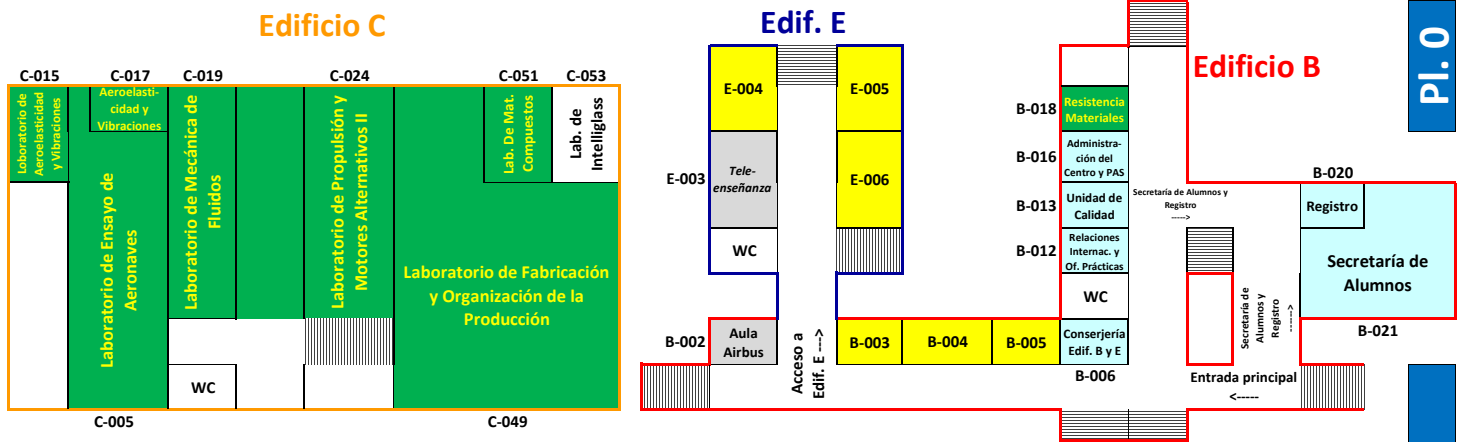 Edificio C
C-015
C-017
C-019
C-024
C-051
C-053
Loboratorio de
Aeroelasticidad
y Vibraciones
Aeroelasti-
cidad y
Vibraciones
Laboratorio de Ensayo de
Aeronaves
Laboratorio de Mecánica de
Fluidos
Laboratorio de Propulsión y
Motores Alternativos II
Lab. De Mat.
Compuestos
Lab. de
Intelliglass
Laboratorio de Fabricación
y Organización de la
Producción
WC
C-005
C-049
Edif. E
E-004
E-005
E-003
Tele-
enseñanza
E-006
WC
B-002
Aula
Airbus
Acceso a
Edif. E --->
B-003
B-004
B-005
Edificio B
B-018
Resistencia
Materiales
B-016
Administra-
ción del
Centro y PAS
B-013
Unidad de
Calidad
B-012
Relaciones
Internac. y
Of. Prácticas
WC
Conserjería
Edif. B y E
B-006
Secretaría de Alumnos y
Registro
----->
B-020
Registro
Secretaría de
Alumnos
B-021
Secretaría de
Alumnos y
Registro
------>
Entrada principal
<-----
Pl. 0